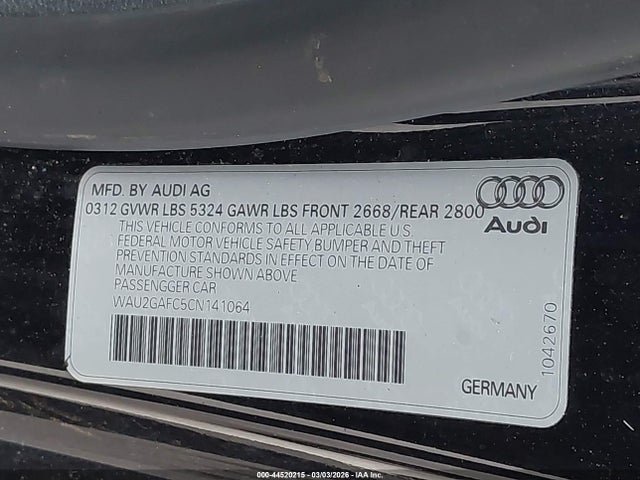 MFD. BY AUDI AG
0312 GVWR LBS 5324 GAWR LBS FRONT 2668/REAR 2800
THIS VEHICLE CONFORMS TO ALL APPLICABLE U.S.
FEDERAL MOTOR VEHICLE SAFETY BUMPER AND THEFT
PREVENTION STANDARDS IN EFFECT ON THE DATE OF
MANUFACTURE SHOWN ABOVE
PASSENGGER CAR
WAU2GAFC5CN141064
Audi
1042670
GERMANY
000-44520215 - 03/03/2026 - IAA Inc.